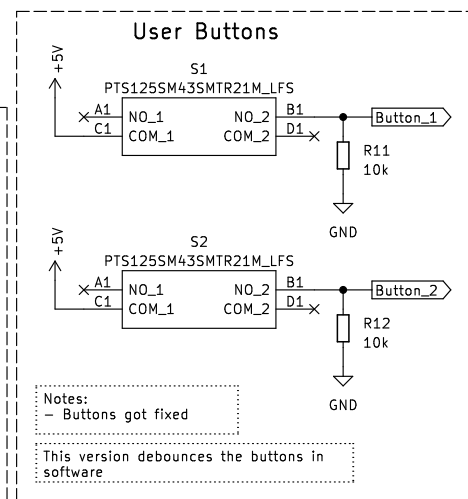 User Buttons
+5V
S1
PTS125SM43SMTR21M_LFS
A1 NO_1 NO_2 B1 Button_1
C1 COM_1 COM_2 D1
R11
10k
GND
+5V
S2
PTS125SM43SMTR21M_LFS
A1 NO_1 NO_2 B1 Button_2
C1 COM_1 COM_2 D1
R12
10k
GND
Notes:
- Buttons got fixed
This version debounces the buttons in
software